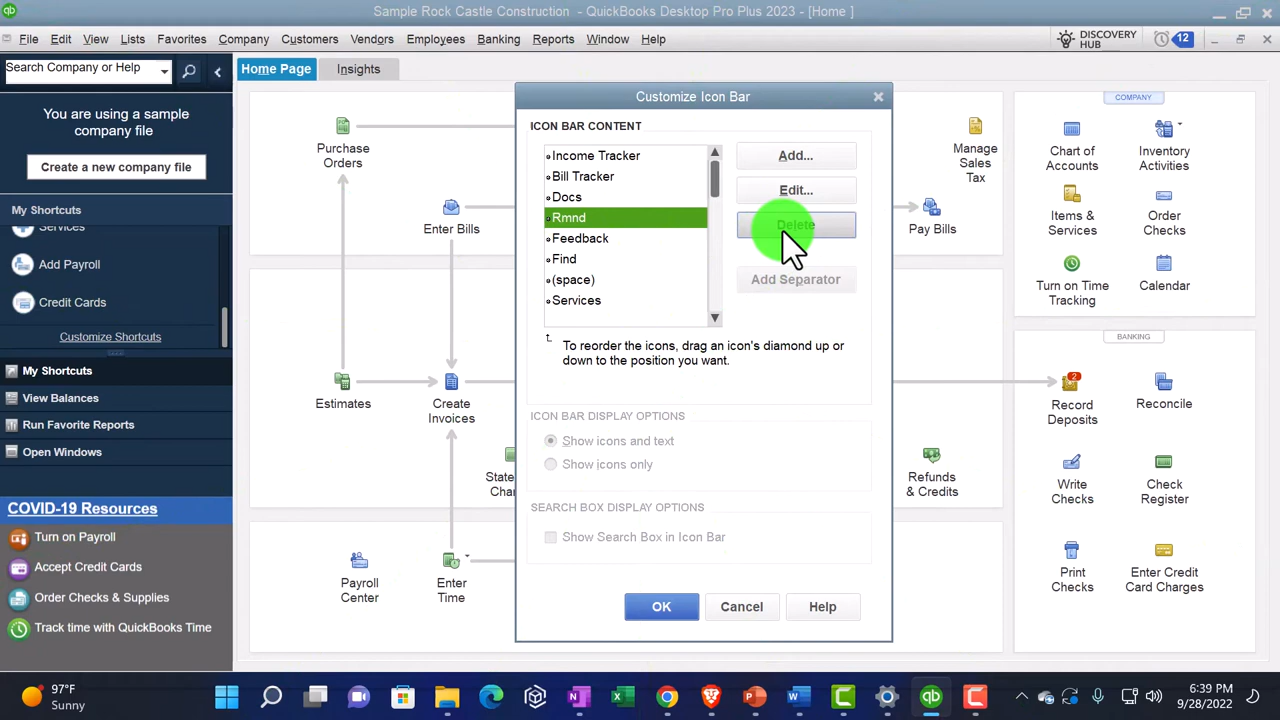 Sample Rock Castle Construction - QuickBooks Desktop Pro Plus 2023 - [Home ]
File Edit View Lists Favorites Company Customers Vendors Employees Banking Reports Window Help
DISCOVERY HUB
12
Search Company or Help
Home Page Insights
You are using a sample
company file
Create a new company file
My Shortcuts
Services
Add Payroll
Credit Cards
Customize Shortcuts
My Shortcuts
View Balances
Run Favorite Reports
Open Windows
COVID-19 Resources
Turn on Payroll
Accept Credit Cards
Order Checks & Supplies
Track time with QuickBooks Time
Purchase
Orders
Enter Bills
Estimates
Create
Invoices
Payroll
Center
Enter
Time
Customize Icon Bar
ICON BAR CONTENT
Income Tracker
Bill Tracker
Docs
Rmnd
Feedback
Find
(space)
Services
Add...
Edit...
Delete
Add Separator
To reorder the icons, drag an icon's diamond up or
down to the position you want.
ICON BAR DISPLAY OPTIONS
Show icons and text
Show icons only
SEARCH BOX DISPLAY OPTIONS
Show Search Box in Icon Bar
OK Cancel Help
Manage
Sales
Tax
Pay Bills
Refunds
& Credits
COMPANY
Chart of
Accounts
Inventory
Activities
Items &
Services
Order
Checks
Turn on Time
Tracking
Calendar
BANKING
2
Record
Deposits
Reconcile
Write
Checks
Check
Register
Print
Checks
Enter Credit
Card Charges
97°F
Sunny
6:39 PM
9/28/2022